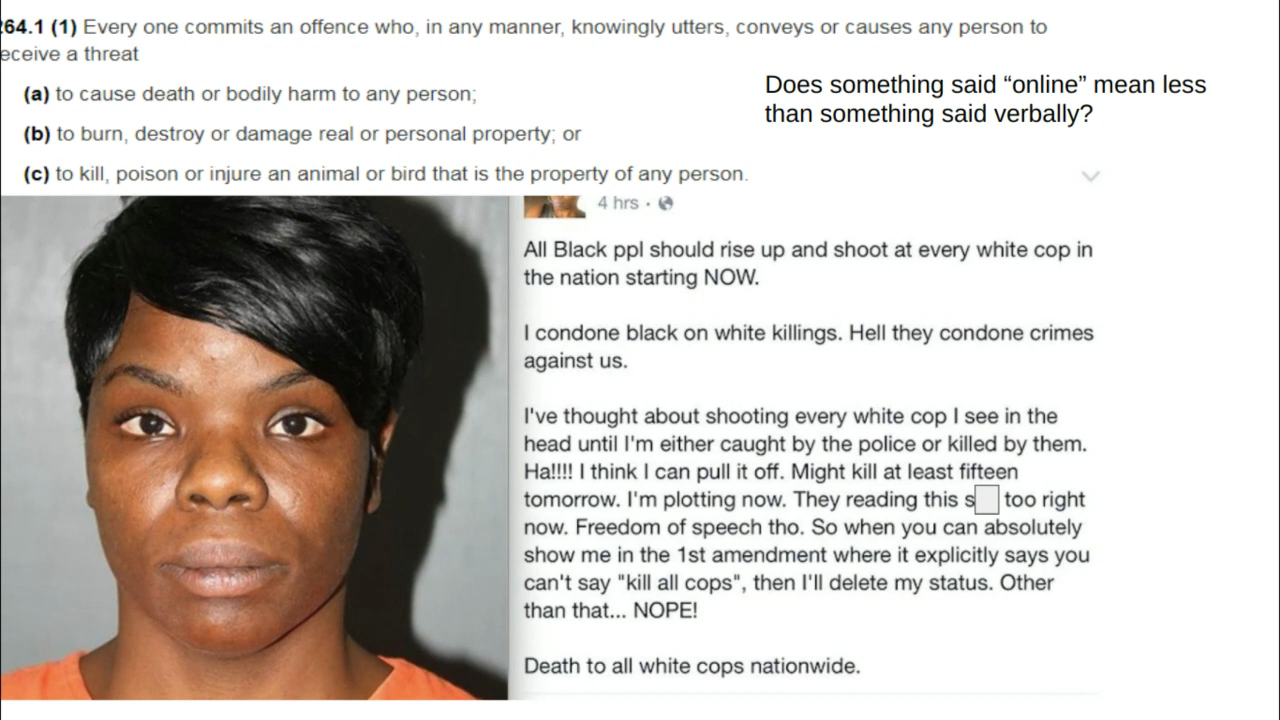 64.1 (1) Every one commits an offence who, in any manner, knowingly utters, conveys or causes any person to
eceive a threat
(a) to cause death or bodily harm to any person;
(b) to burn, destroy or damage real or personal property; or
(c) to kill, poison or injure an animal or bird that is the property of any person.
Does something said “online” mean less
than something said verbally?
4 hrs ·
All Black ppl should rise up and shoot at every white cop in
the nation starting NOW.
I condone black on white killings. Hell they condone crimes
against us.
I've thought about shooting every white cop I see in the
head until I'm either caught by the police or killed by them.
Ha!!!! I think I can pull it off. Might kill at least fifteen
tomorrow. I'm plotting now. They reading this s too right
now. Freedom of speech tho. So when you can absolutely
show me in the 1st amendment where it explicitly says you
can't say "kill all cops", then I'll delete my status. Other
than that... NOPE!
Death to all white cops nationwide.